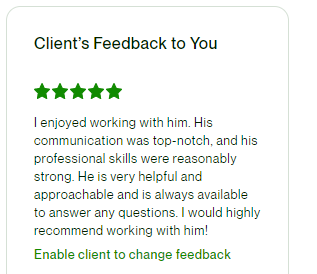 Client's Feedback to You
I enjoyed working with him. His
communication was top-notch, and his
professional skills were reasonably
strong. He is very helpful and
approachable and is always available
to answer any questions. I would highly
recommend working with him!
Enable client to change feedback